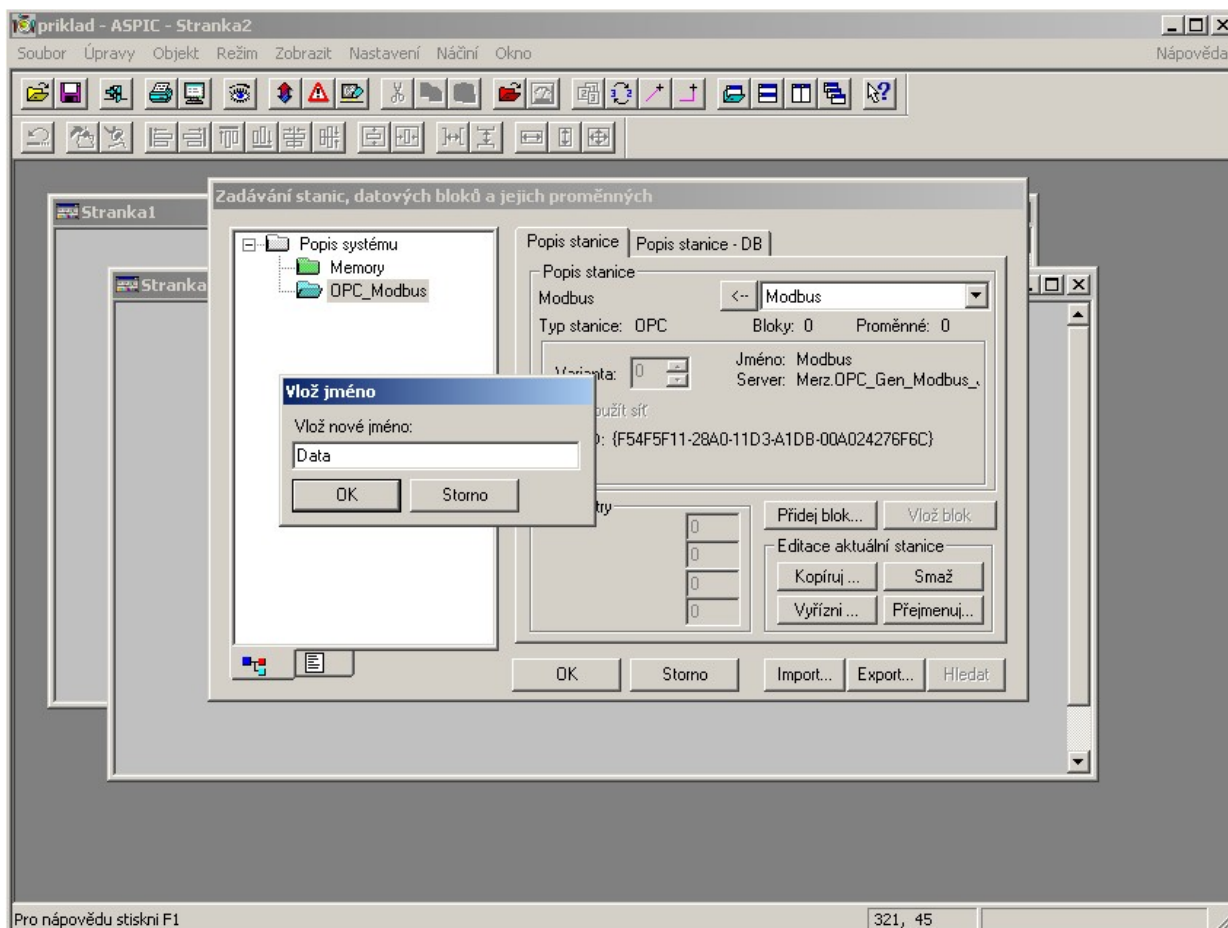 priklad - ASPIC - Stranka2
Soubor Úpravy Objekt Režim Zobrazit Nastavení Náčiní Okno Nápověda
Stranka1
Stranka
Zadávání stanic, datových bloků a jejich proměnných
Popis systému
Memory
OPC_Modbus
Popis stanice
Popis stanice - DB
Popis stanice
Modbus <-- Modbus
Typ stanice: OPC Bloky: 0 Proměnné: 0
Varianta: 0
Jméno: Modbus
Server: Merz.OPC_Gen_Modbus_
užít síť
: {F54F5F11-28A0-11D3-A1DB-00A024276F6C}
Vlož jméno
Vlož nové jméno:
Data
OK Storno
try
0
0
0
0
Přidej blok... Vlož blok
Editace aktuální stanice
Kopíruj ... Smaž
Vyřízni ... Přejmenuj...
OK Storno Import... Export... Hledat
Pro nápovědu stiskni F1
321, 45